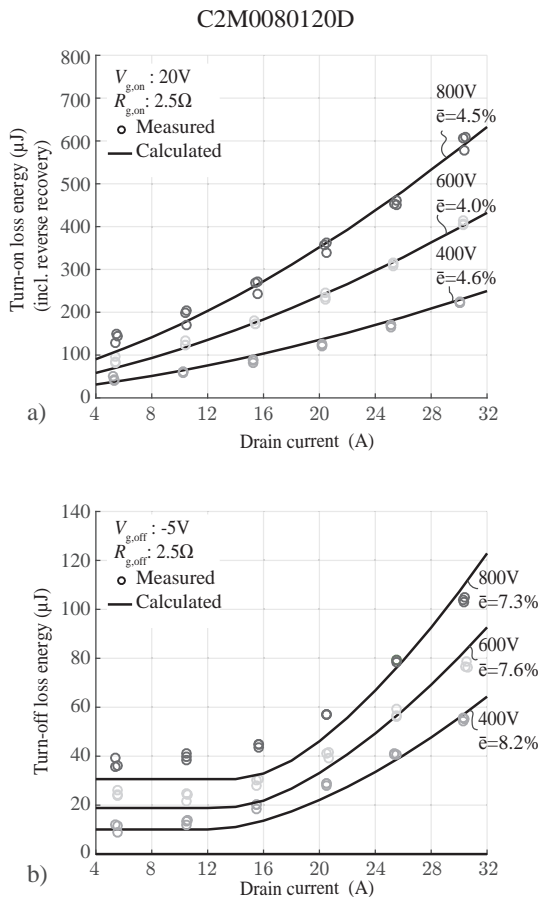 C2M0080120D
800
700
600
500
400
300
200
100
0
Turn-on loss energy (µJ)
(incl. reverse recovery)
V_g,on : 20V
R_g,on : 2.5Ω
Measured
Calculated
800V
ē=4.5%
600V
ē=4.0%
400V
ē=4.6%
4 8 12 16 20 24 28 32
Drain current (A)
a)
140
120
100
80
60
40
20
0
Turn-off loss energy (µJ)
V_g,off : -5V
R_g,off : 2.5Ω
Measured
Calculated
800V
ē=7.3%
600V
ē=7.6%
400V
ē=8.2%
4 8 12 16 20 24 28 32
Drain current (A)
b)